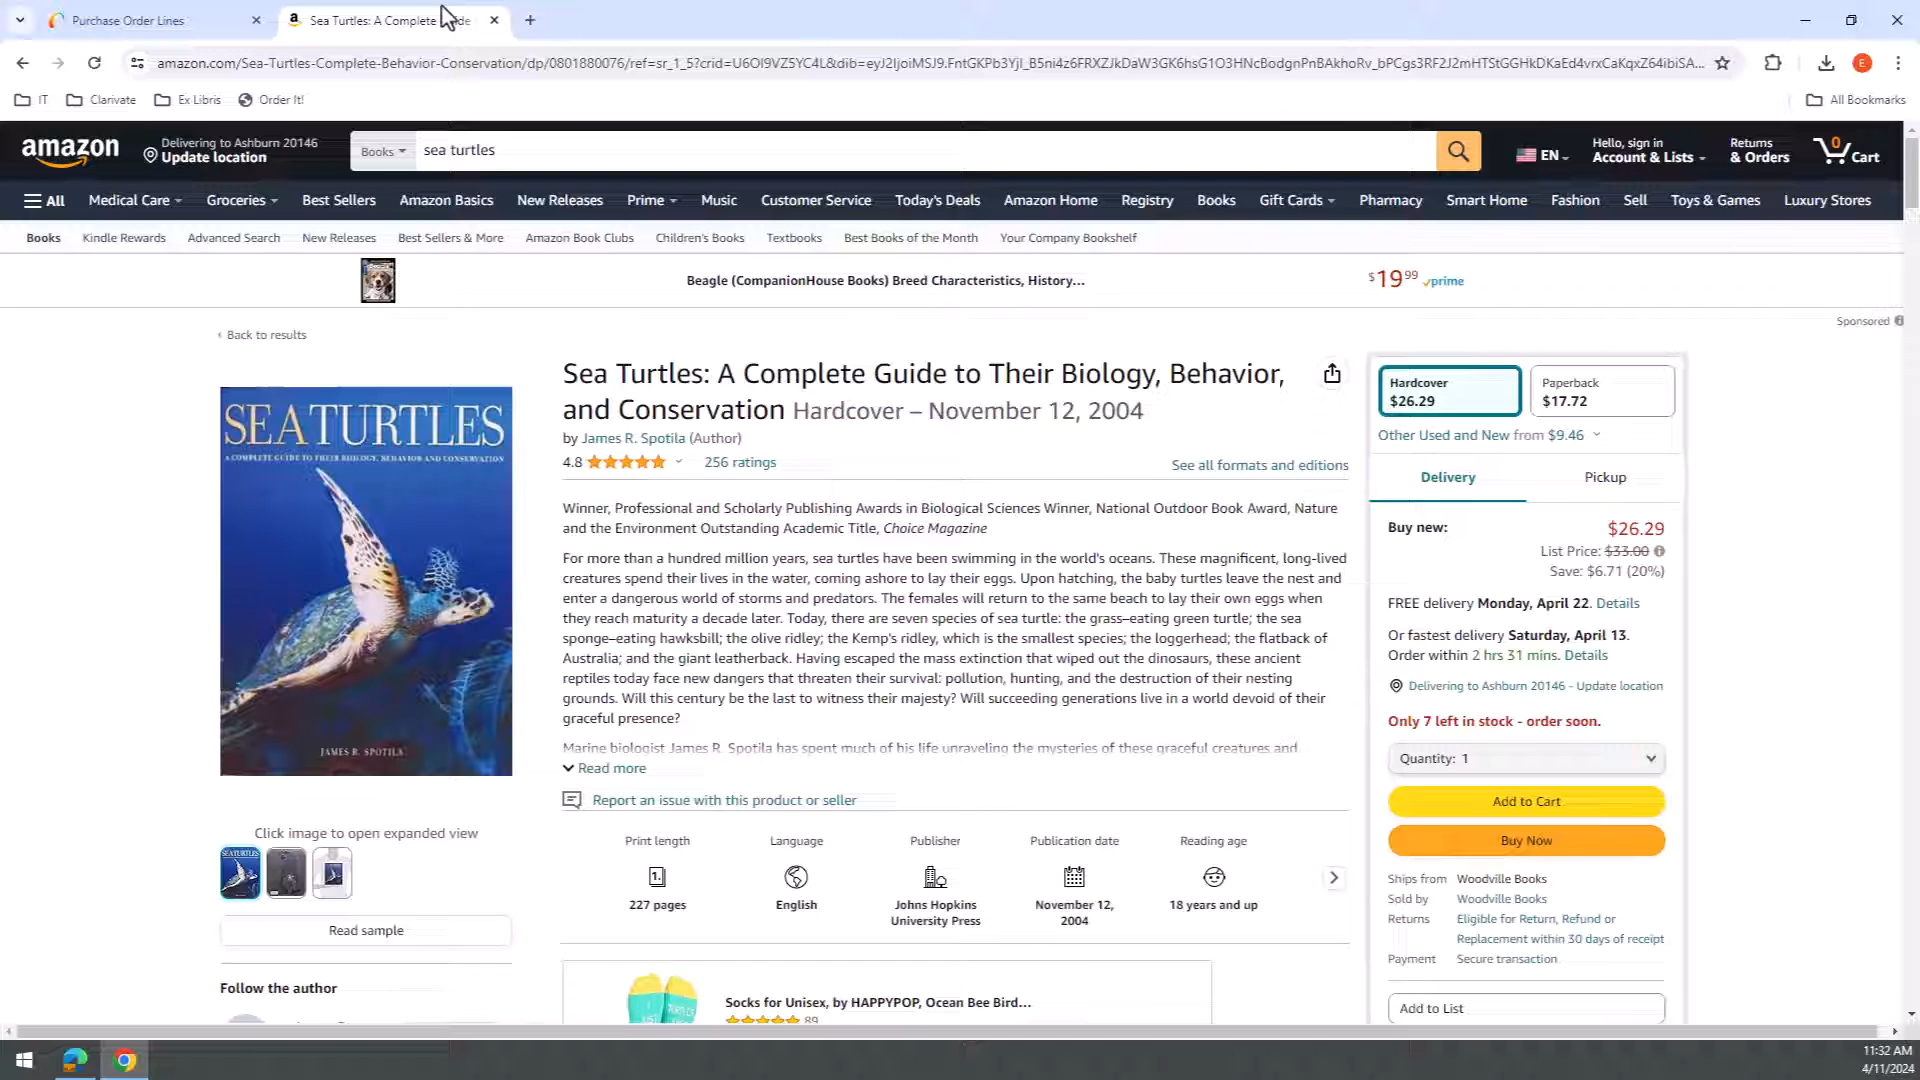 Purchase Order Lines
Sea Turtles: A Complete
amazon.com/Sea-Turtles-Complete-Behavior-Conservation/dp/0801880076/ref=sr_1_5?crid=U6OI9VZ5YC4L&dib=eyJ2IjoiMSJ9.FntGKPb3YjI_B5ni4z6FRXZJkDaW3GK6hsG1O3HNcBodgnPnBAkhoRv_bPCgs3RF2J2mHTStGGHkDKaEd4vrxCaKqxZ64ibiSA...
E
IT
Clarivate
Ex Libris
Order It!
All Bookmarks
amazon
Delivering to Ashburn 20146
Update location
Books
sea turtles
EN
Hello, sign in
Account & Lists
Returns
& Orders
0
Cart
All
Medical Care
Groceries
Best Sellers
Amazon Basics
New Releases
Prime
Music
Customer Service
Today's Deals
Amazon Home
Registry
Books
Gift Cards
Pharmacy
Smart Home
Fashion
Sell
Toys & Games
Luxury Stores
Books
Kindle Rewards
Advanced Search
New Releases
Best Sellers & More
Amazon Book Clubs
Children's Books
Textbooks
Best Books of the Month
Your Company Bookshelf
Beagle (CompanionHouse Books) Breed Characteristics, History...
$19 99 prime
Sponsored
‹ Back to results
SEA TURTLES
A COMPLETE GUIDE TO THEIR BIOLOGY, BEHAVIOR AND CONSERVATION
JAMES R. SPOTILA
Click image to open expanded view
Read sample
Follow the author
Sea Turtles: A Complete Guide to Their Biology, Behavior,
and Conservation Hardcover – November 12, 2004
by James R. Spotila (Author)
4.8
256 ratings
See all formats and editions
Winner, Professional and Scholarly Publishing Awards in Biological Sciences Winner, National Outdoor Book Award, Nature
and the Environment Outstanding Academic Title, Choice Magazine
For more than a hundred million years, sea turtles have been swimming in the world's oceans. These magnificent, long-lived
creatures spend their lives in the water, coming ashore to lay their eggs. Upon hatching, the baby turtles leave the nest and
enter a dangerous world of storms and predators. The females will return to the same beach to lay their own eggs when
they reach maturity a decade later. Today, there are seven species of sea turtle: the grass–eating green turtle; the sea
sponge–eating hawksbill; the olive ridley; the Kemp's ridley, which is the smallest species; the loggerhead; the flatback of
Australia; and the giant leatherback. Having escaped the mass extinction that wiped out the dinosaurs, these ancient
reptiles today face new dangers that threaten their survival: pollution, hunting, and the destruction of their nesting
grounds. Will this century be the last to witness their majesty? Will succeeding generations live in a world devoid of their
graceful presence?
Marine biologist James R. Spotila has spent much of his life unraveling the mysteries of these graceful creatures and
Read more
Report an issue with this product or seller
Print length
1.
227 pages
Language
English
Publisher
Johns Hopkins
University Press
Publication date
November 12,
2004
Reading age
18 years and up
Socks for Unisex, by HAPPYPOP, Ocean Bee Bird...
89
Hardcover
$26.29
Paperback
$17.72
Other Used and New from $9.46
Delivery
Pickup
Buy new:
$26.29
List Price: $33.00
Save: $6.71 (20%)
FREE delivery Monday, April 22. Details
Or fastest delivery Saturday, April 13.
Order within 2 hrs 31 mins. Details
Delivering to Ashburn 20146 - Update location
Only 7 left in stock - order soon.
Quantity: 1
Add to Cart
Buy Now
Ships from Woodville Books
Sold by Woodville Books
Returns Eligible for Return, Refund or
Replacement within 30 days of receipt
Payment Secure transaction
Add to List
11:32 AM
4/11/2024